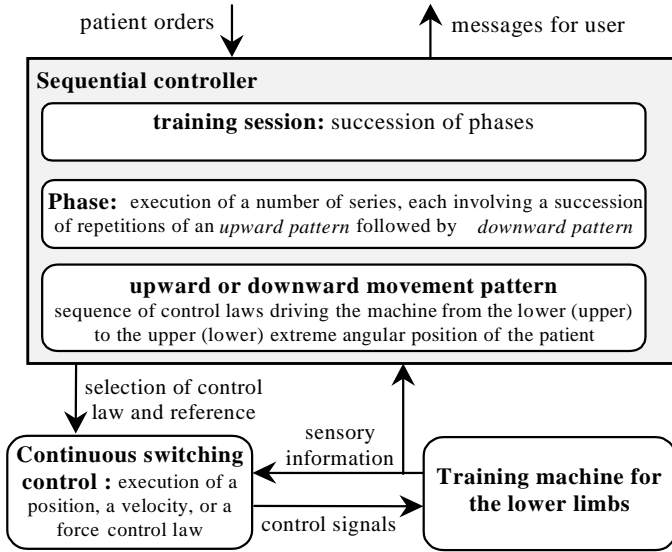 patient orders
messages for user
Sequential controller
training session: succession of phases
Phase: execution of a number of series, each involving a succession
of repetitions of an upward pattern followed by downward pattern
upward or downward movement pattern
sequence of control laws driving the machine from the lower (upper)
to the upper (lower) extreme angular position of the patient
selection of control
law and reference
sensory
information
Continuous switching
control : execution of a
position, a velocity, or a
force control law
control signals
Training machine for
the lower limbs